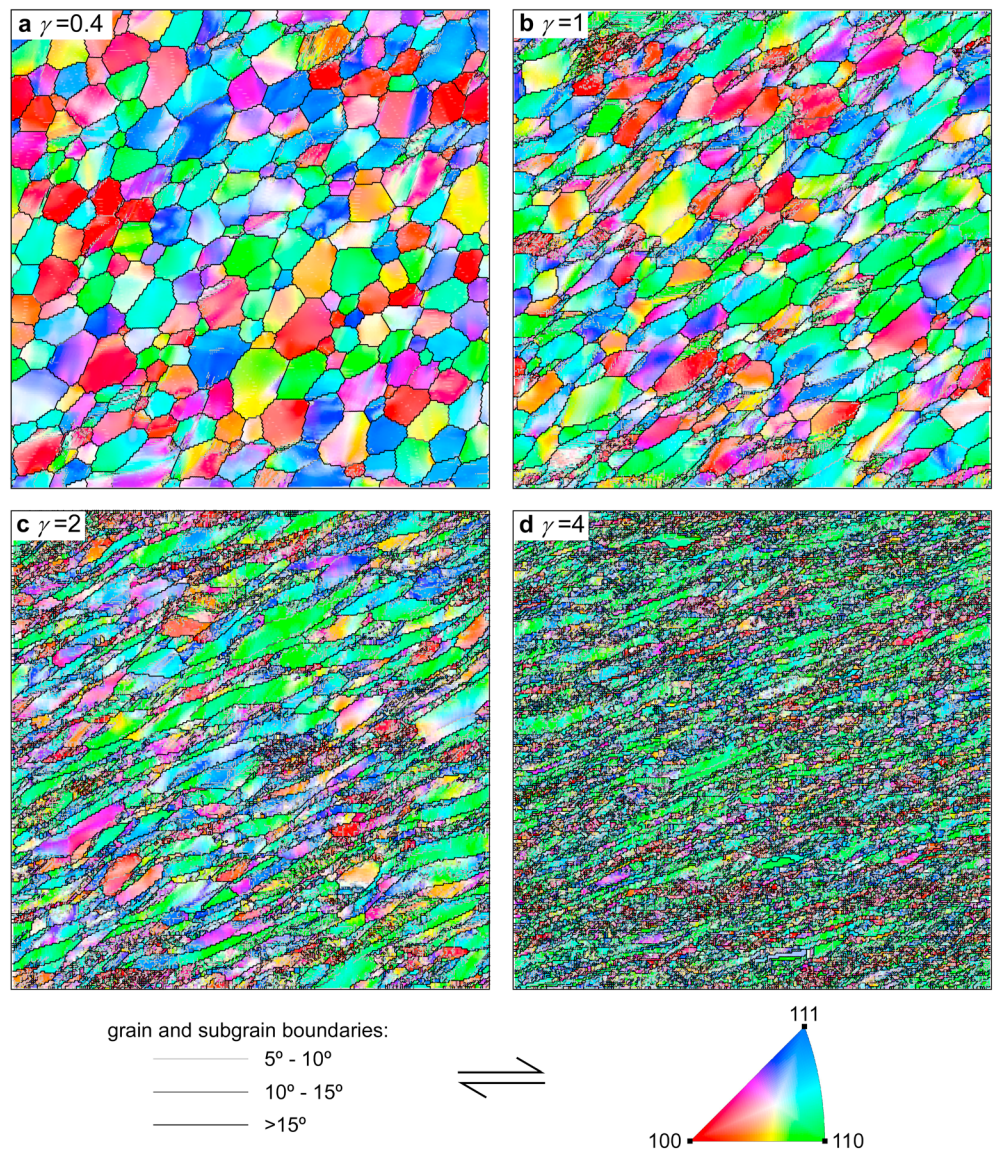 a γ=0.4
b γ=1
c γ=2
d γ=4
grain and subgrain boundaries:
5º - 10º
10º - 15º
>15º
111
100
110